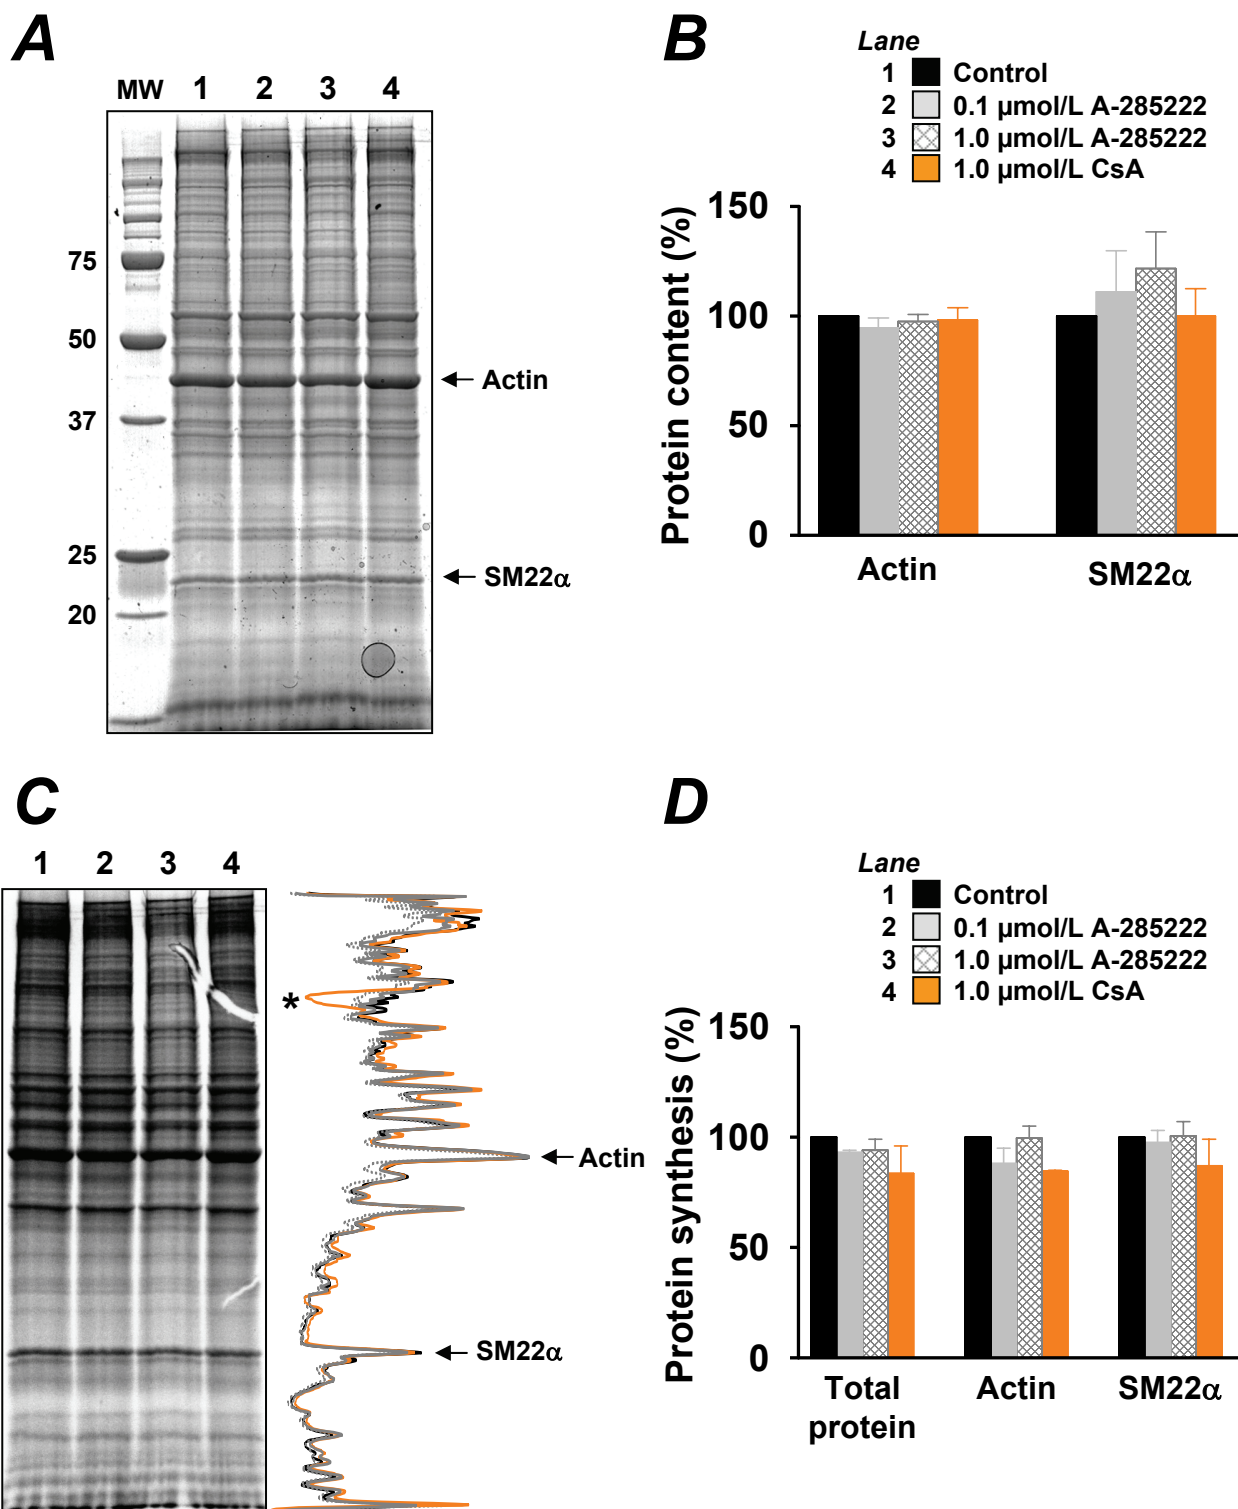 A
MW 1 2 3 4
75
50
37
25
20
Actin
SM22α
B
Lane
1 Control
2 0.1 µmol/L A-285222
3 1.0 µmol/L A-285222
4 1.0 µmol/L CsA
Protein content (%)
150
100
50
0
Actin SM22α
C
1 2 3 4
*
Actin
SM22α
D
Lane
1 Control
2 0.1 µmol/L A-285222
3 1.0 µmol/L A-285222
4 1.0 µmol/L CsA
Protein synthesis (%)
150
100
50
0
Total Actin SM22α
protein